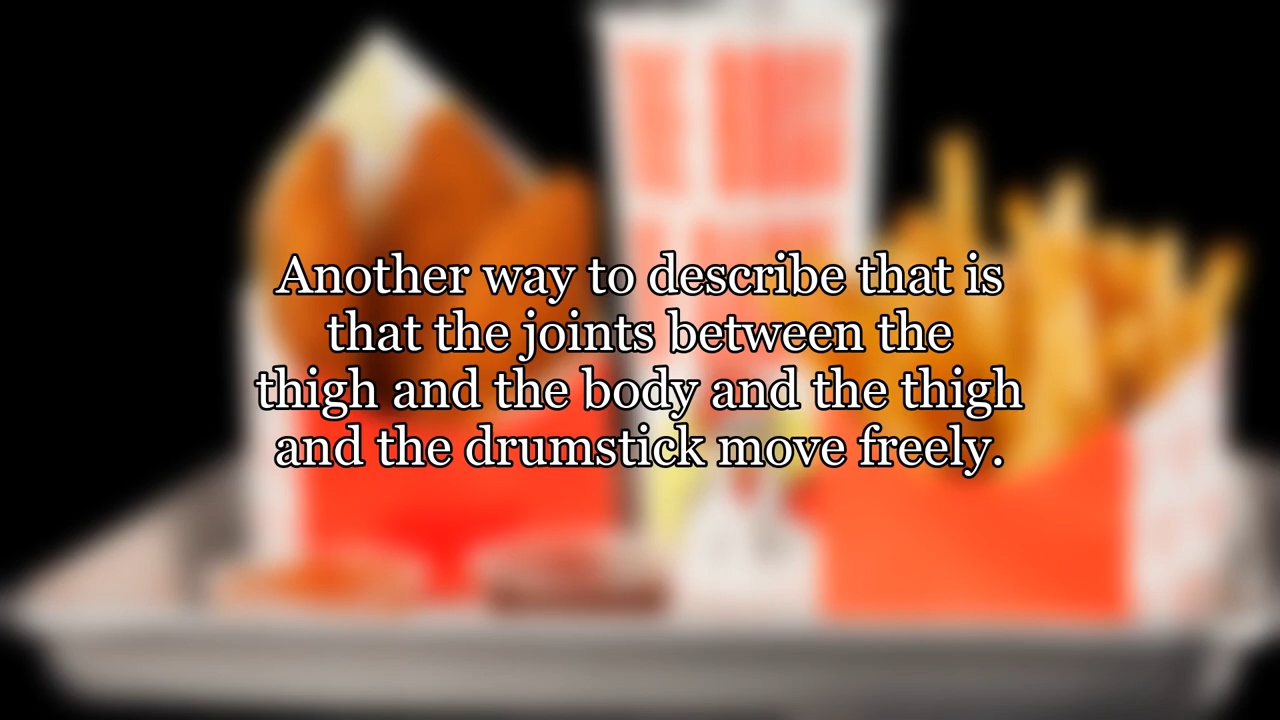 Another way to describe that is
that the joints between the
thigh and the body and the thigh
and the drumstick move freely.